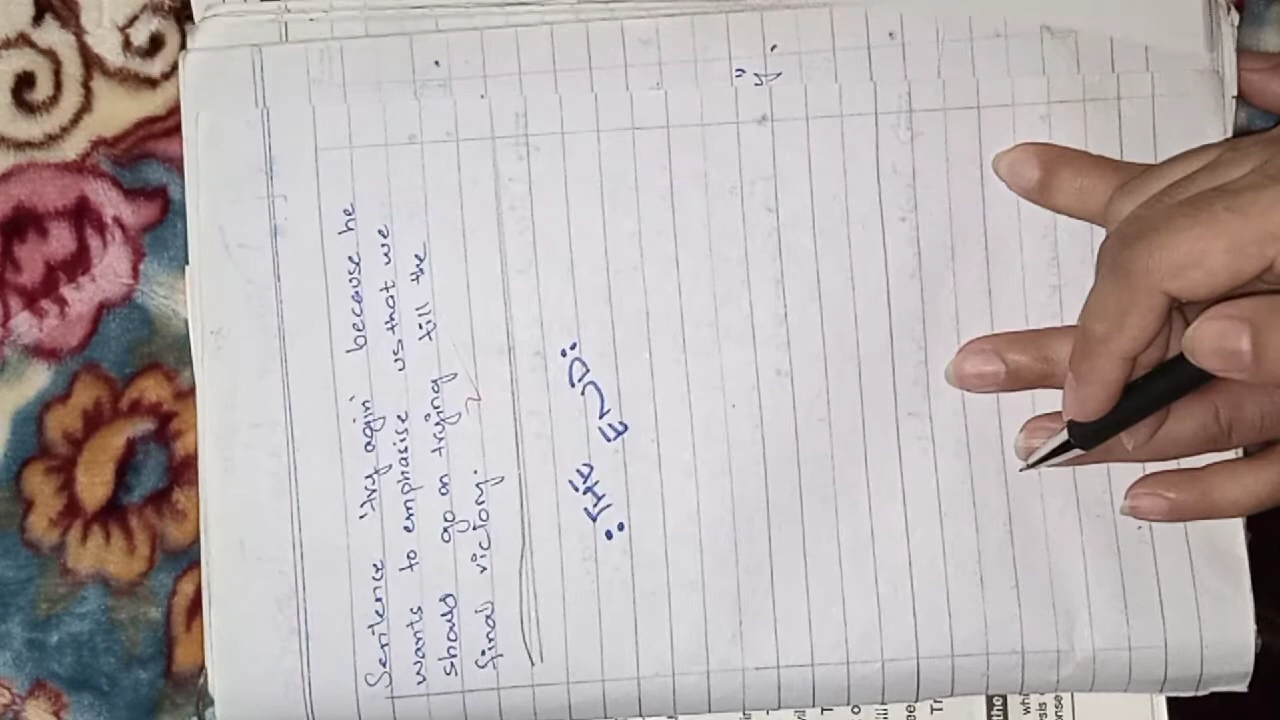 Sentence 'try agin' because he
wants to emphasise us that we
should go on trying till the
final victory.
:THE END: